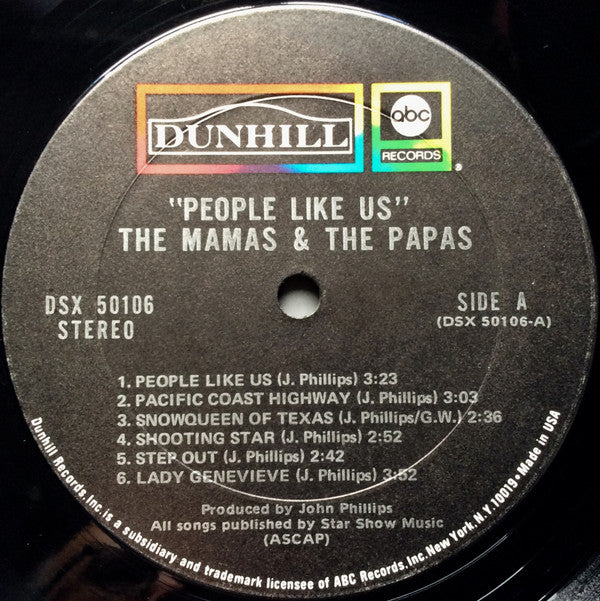 DUNHILL
abc
RECORDS
"PEOPLE LIKE US"
THE MAMAS & THE PAPAS
DSX 50106
STEREO
SIDE A
(DSX 50106-A)
1. PEOPLE LIKE US (J. Phillips) 3:23
2. PACIFIC COAST HIGHWAY (J. Phillips) 3:03
3. SNOWQUEEN OF TEXAS (J. Phillips/G.W.) 2:36
4. SHOOTING STAR (J. Phillips) 2:52
5. STEP OUT (J. Phillips) 2:42
6. LADY GENEVIEVE (J. Phillips) 3:52
Produced by John Phillips
All songs published by Star Show Music
(ASCAP)
Dunhill Records, Inc. is a subsidiary and trademark licensee of ABC Records, Inc. New York, N.Y. 10019 • Made in USA